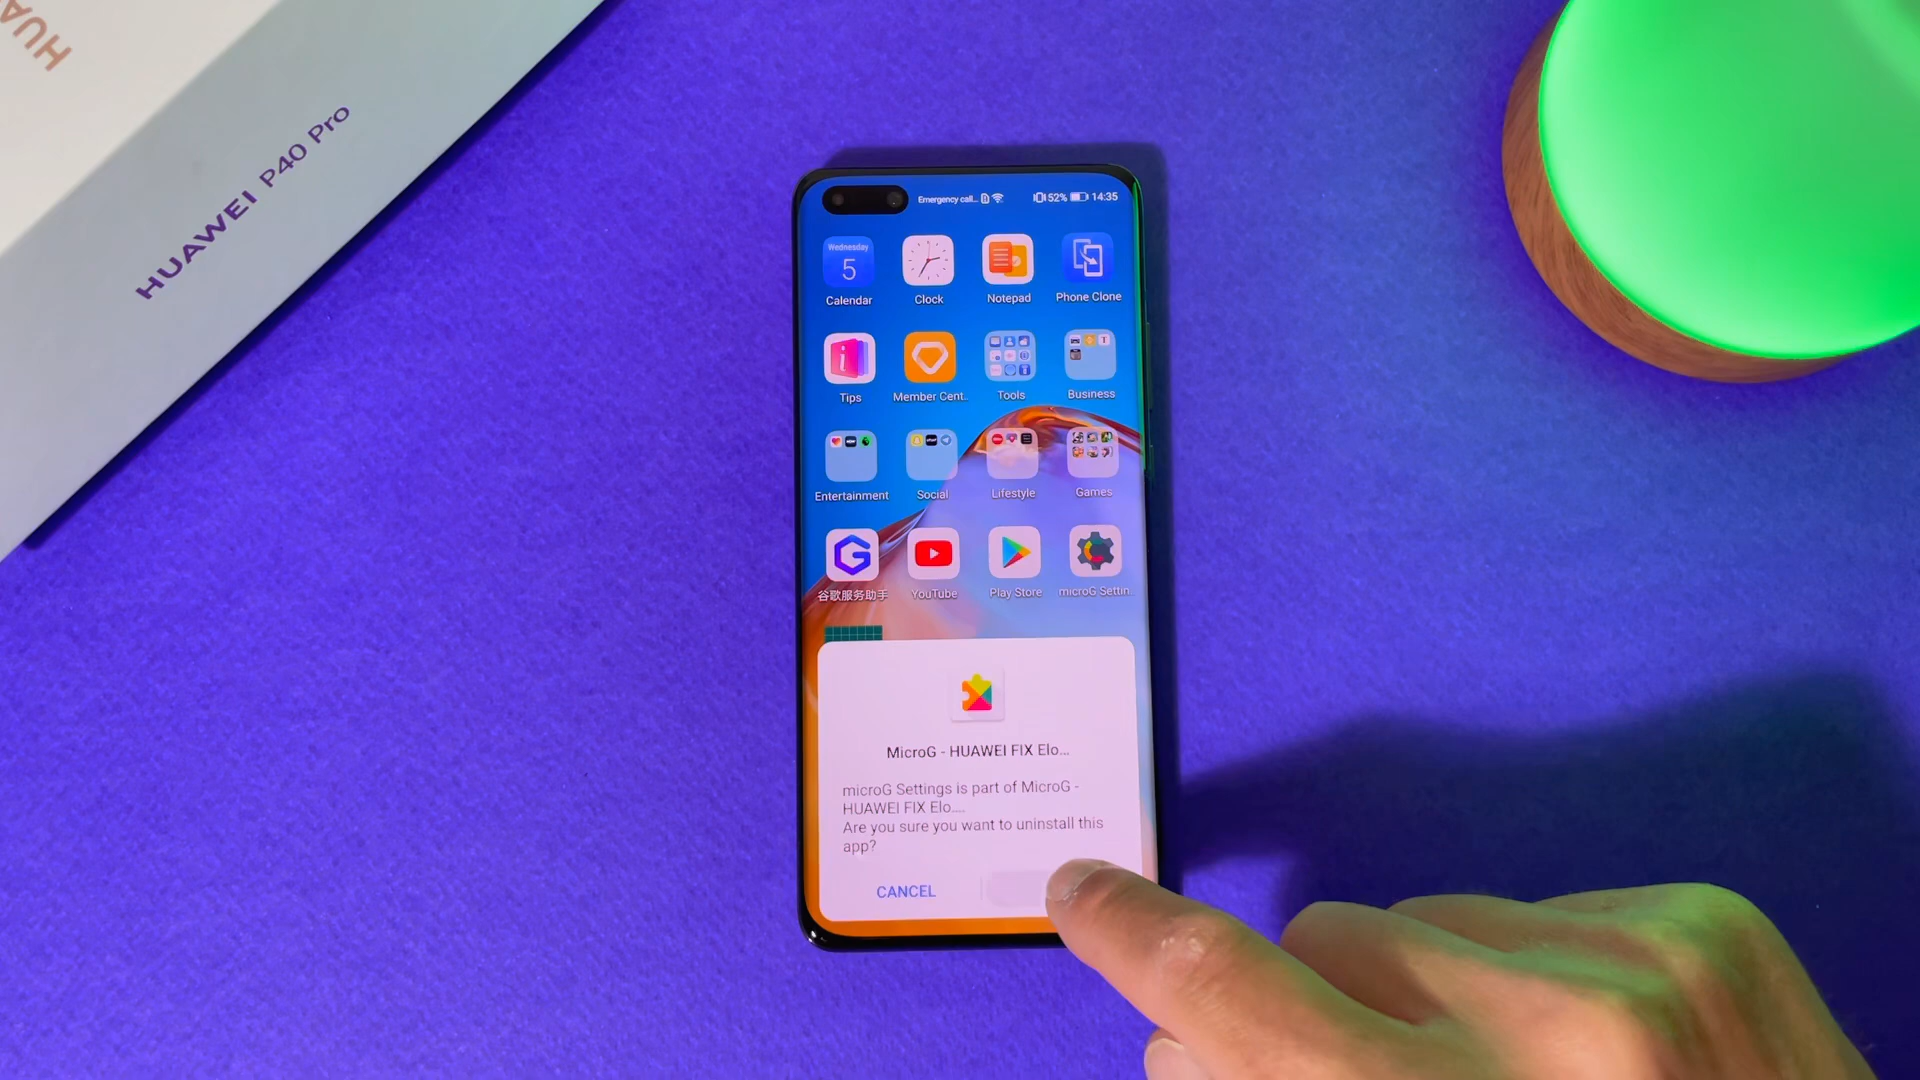 HUA
HUAWEI P40 Pro
Emergency call... 52% 14:35
Wednesday
5
Calendar Clock Notepad Phone Clone
Tips Member Cent.. Tools Business
Entertainment Social Lifestyle Games
谷歌服务助手 YouTube Play Store microG Settin..
MicroG - HUAWEI FIX Elo...
microG Settings is part of MicroG -
HUAWEI FIX Elo....
Are you sure you want to uninstall this
app?
CANCEL